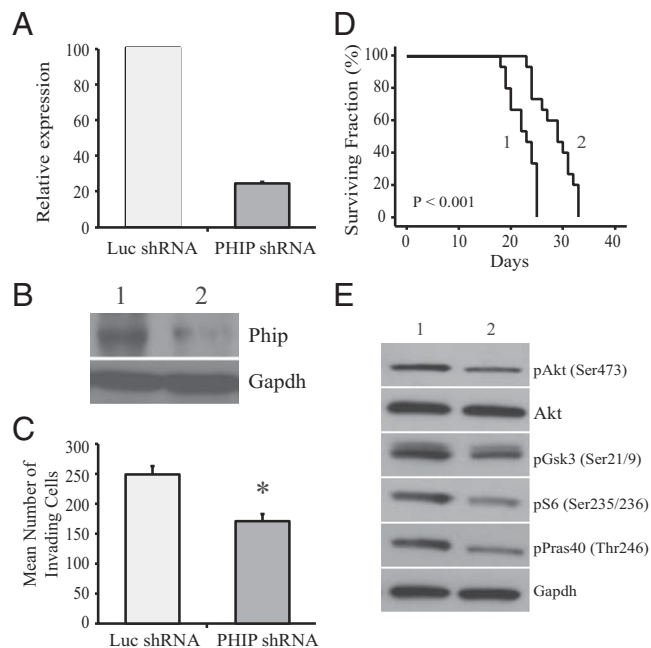 A
Relative expression
100
80
60
40
20
0
Luc shRNA
PHIP shRNA
B
1 2
Phip
Gapdh
C
Mean Number of
Invading Cells
300
250
200
150
100
50
0
*
Luc shRNA
PHIP shRNA
D
Surviving Fraction (%)
100
80
60
40
20
0
1
2
P < 0.001
0 10 20 30 40
Days
E
1 2
pAkt (Ser473)
Akt
pGsk3 (Ser21/9)
pS6 (Ser235/236)
pPras40 (Thr246)
Gapdh